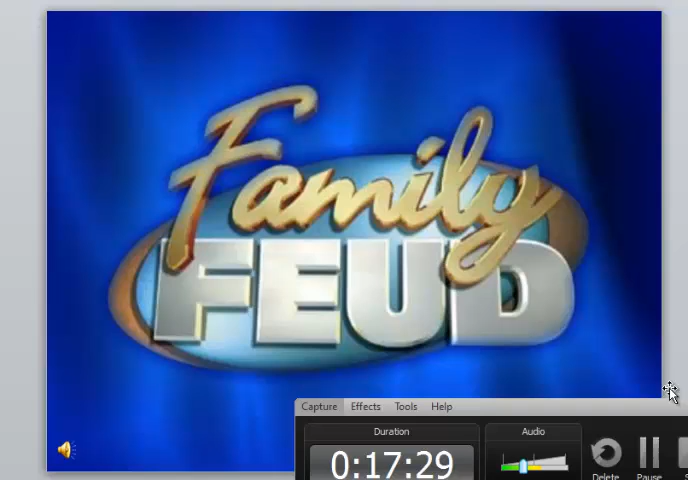 Family
FEUD
Capture Effects Tools Help
Duration Audio
0:17:29
Delete Pause